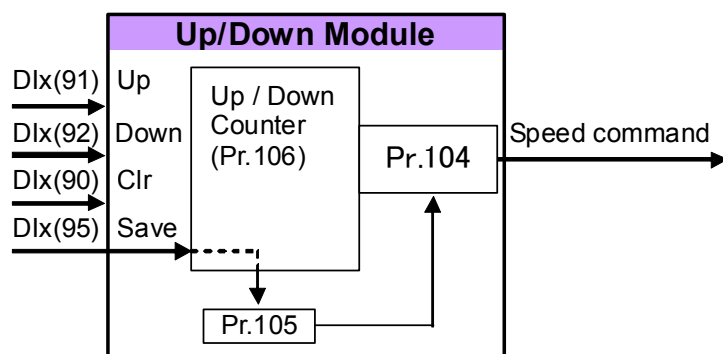 Up/Down Module
DIx(91) Up
DIx(92) Down
DIx(90) Clr
DIx(95) Save
Up / Down
Counter
(Pr.106)
Pr.104
Speed command
Pr.105